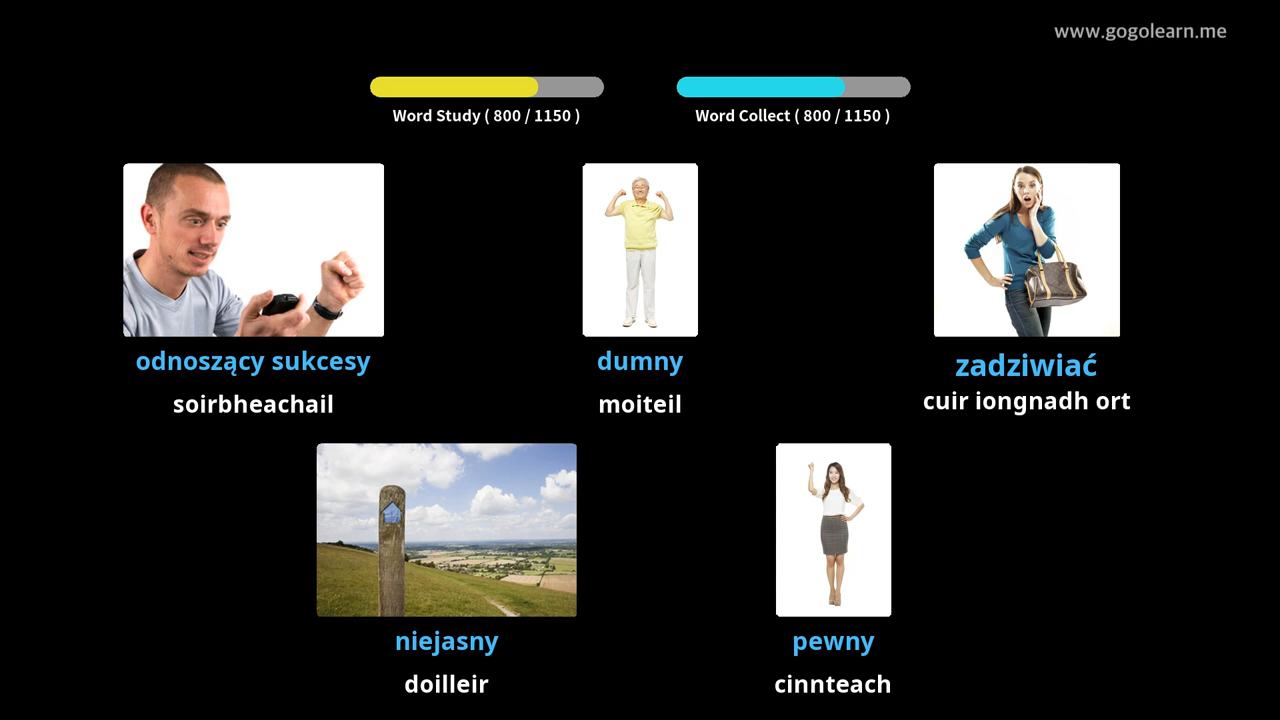 www.gogolearn.me
Word Study ( 800 / 1150 )
Word Collect ( 800 / 1150 )
odnoszący sukcesy
soirbheachail
dumny
moiteil
zadziwiać
cuir iongnadh ort
niejasny
doilleir
pewny
cinnteach